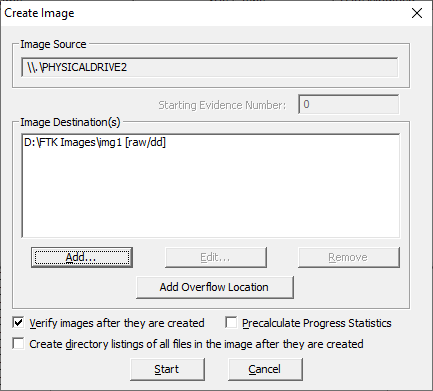 Create Image
Image Source
\\.\PHYSICALDRIVE2
Starting Evidence Number: 0
Image Destination(s)
D:\FTK Images\img1 [raw/dd]
Add... Edit... Remove
Add Overflow Location
Verify images after they are created Precalculate Progress Statistics
Create directory listings of all files in the image after they are created
Start Cancel